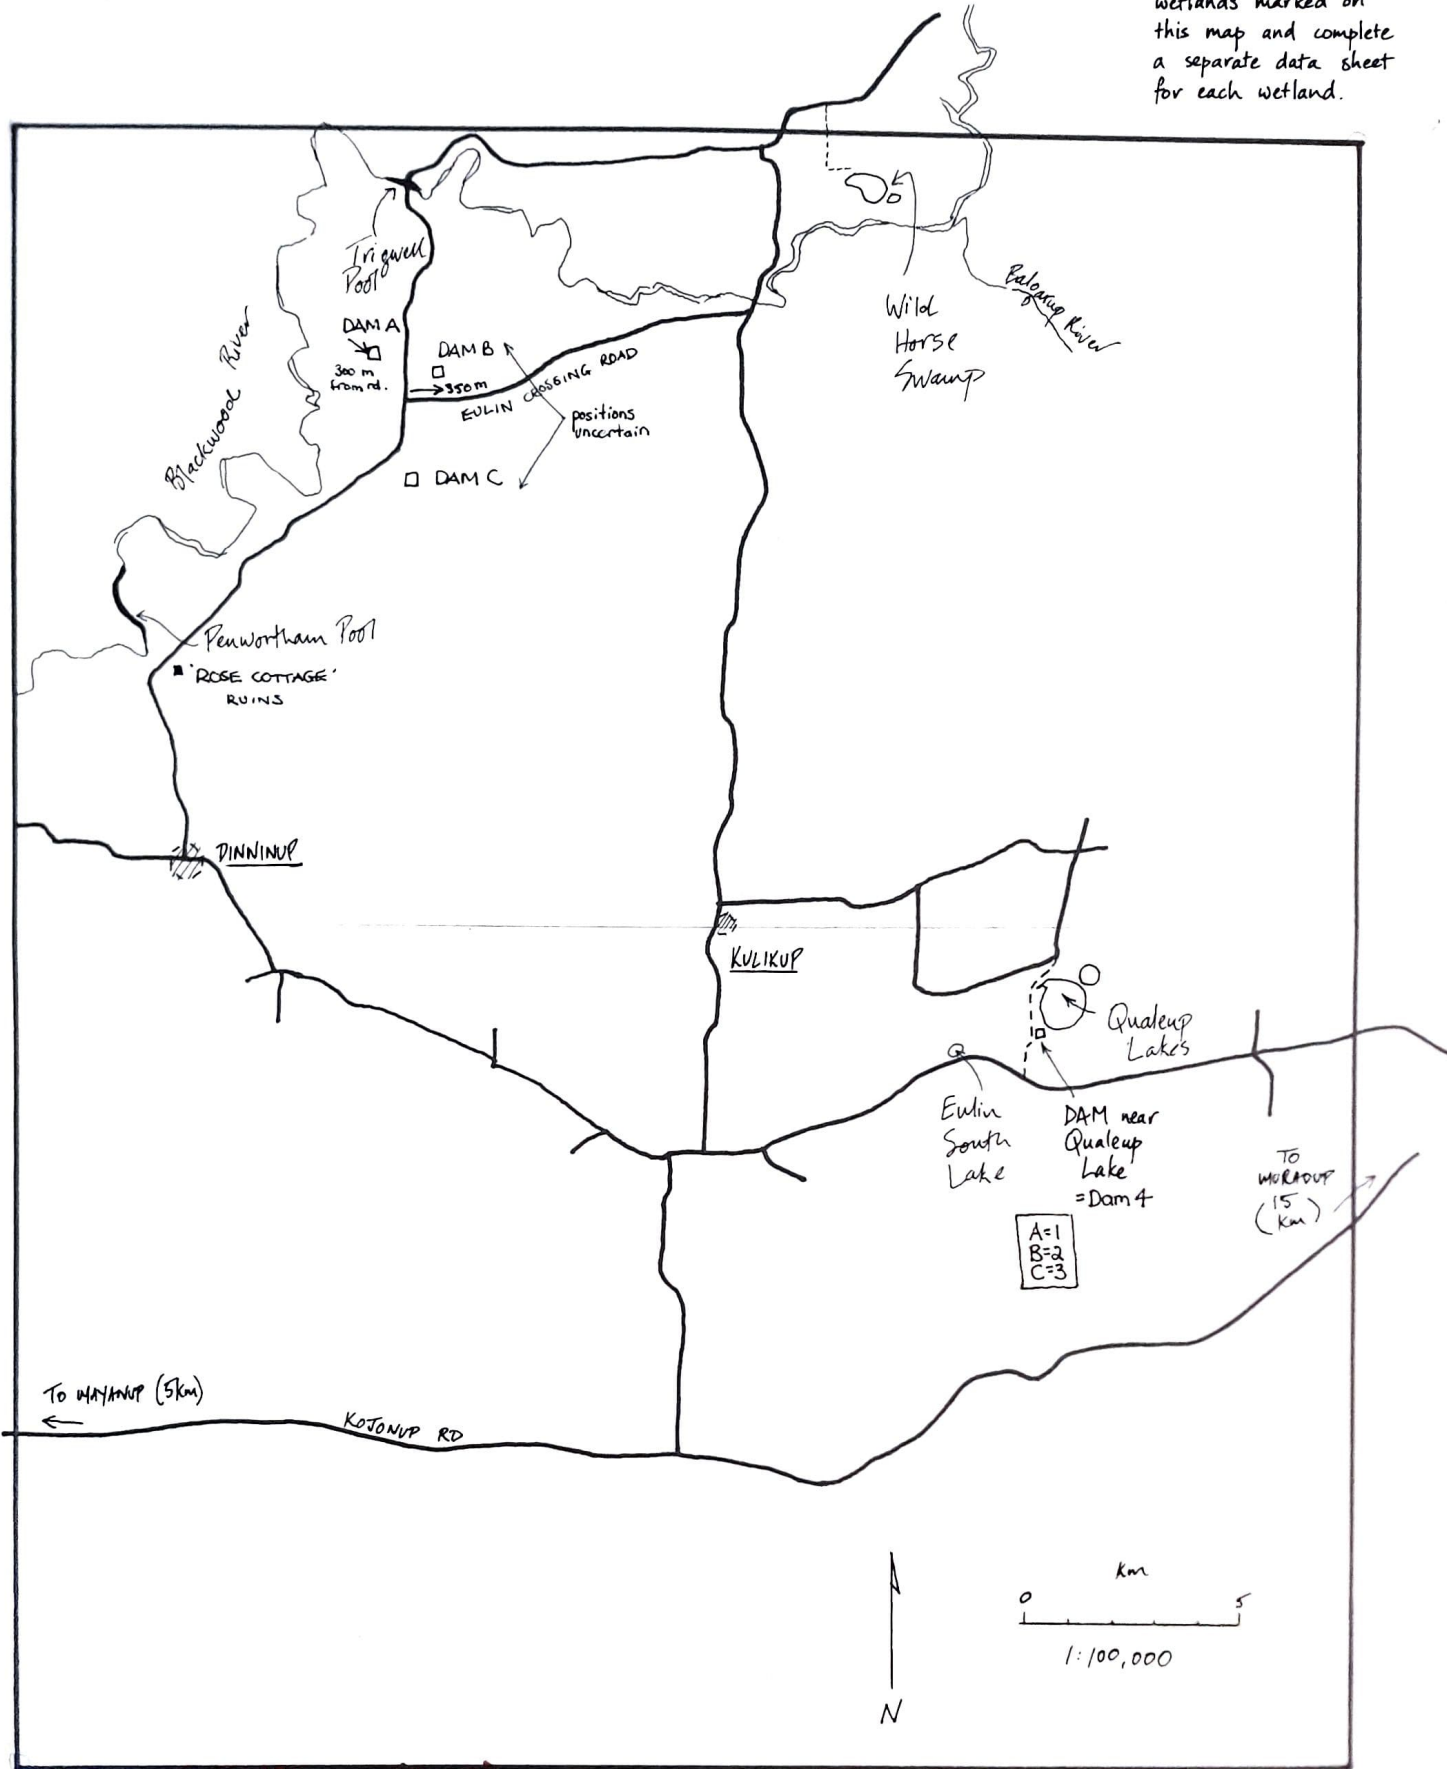 wetlands marked on
this map and complete
a separate data sheet
for each wetland.
Trigwell
Pool
Blackwood River
DAM A
300 m
from rd.
DAM B
350m
EULIN CROSSING ROAD
positions
uncertain
DAM C
Wild
Horse
Swamp
Balgarup River
Penwortham Pool
'ROSE COTTAGE'
RUINS
DINNINUP
KULIKUP
Qualeup
Lakes
Eulin
South
Lake
DAM near
Qualeup
Lake
=Dam 4
A=1
B=2
C=3
TO
MURADUP
(15
km)
TO MAYANUP (5km)
KOJONUP RD
km
0 5
1:100,000
N